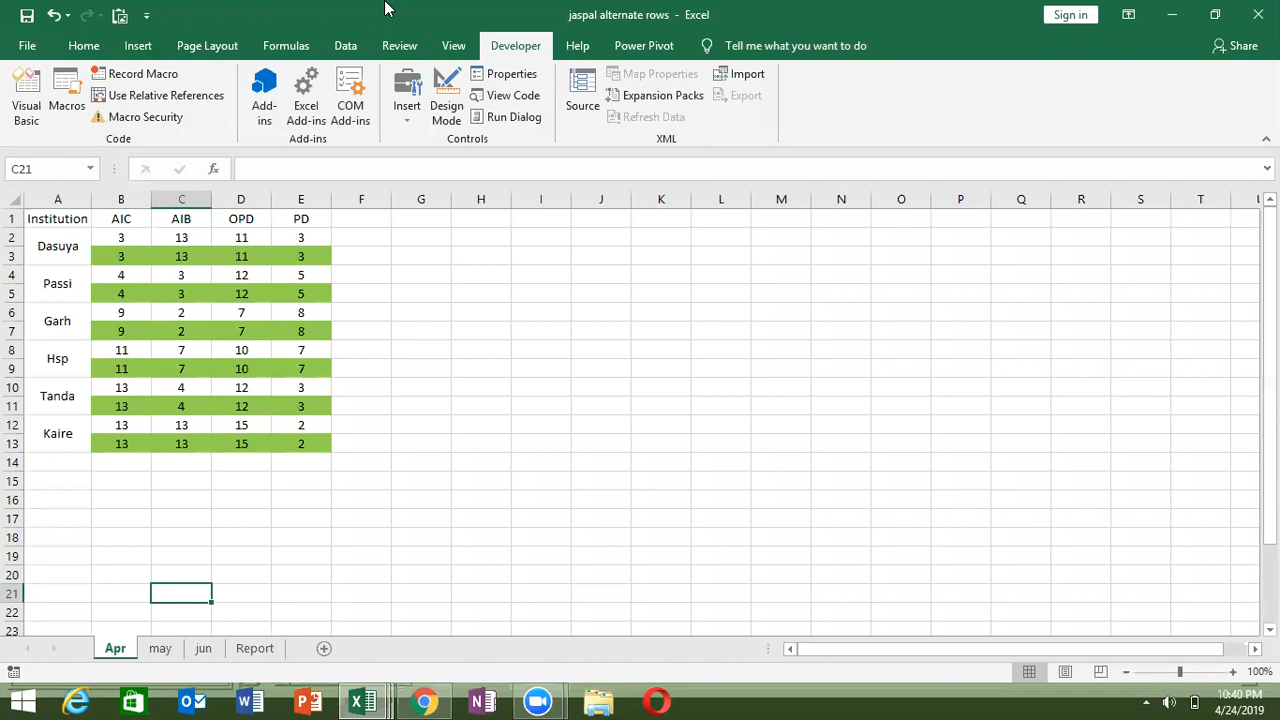 jaspal alternate rows - Excel
Sign in
File Home Insert Page Layout Formulas Data Review View Developer Help Power Pivot Tell me what you want to do Share
Visual Basic
Macros
Record Macro
Use Relative References
Macro Security
Code
Add-ins
Excel Add-ins
COM Add-ins
Add-ins
Insert
Design Mode
Properties
View Code
Run Dialog
Controls
Source
Map Properties
Expansion Packs
Refresh Data
Import
Export
XML
C21
fx
A B C D E F G H I J K L M N O P Q R S T U
1 Institution AIC AIB OPD PD
2 3 13 11 3
Dasuya
3 3 13 11 3
4 4 3 12 5
Passi
5 4 3 12 5
6 9 2 7 8
Garh
7 9 2 7 8
8 11 7 10 7
Hsp
9 11 7 10 7
10 13 4 12 3
Tanda
11 13 4 12 3
12 13 13 15 2
Kaire
13 13 13 15 2
14
15
16
17
18
19
20
21
22
23
Apr may jun Report
100%
10:40 PM
4/24/2019